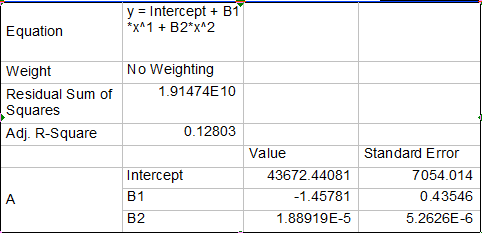 Equation
y = Intercept + B1
*x^1 + B2*x^2
Weight
No Weighting
Residual Sum of
Squares
1.91474E10
Adj. R-Square
0.12803
Value
Standard Error
A
Intercept
43672.44081
7054.014
B1
-1.45781
0.43546
B2
1.88919E-5
5.2626E-6